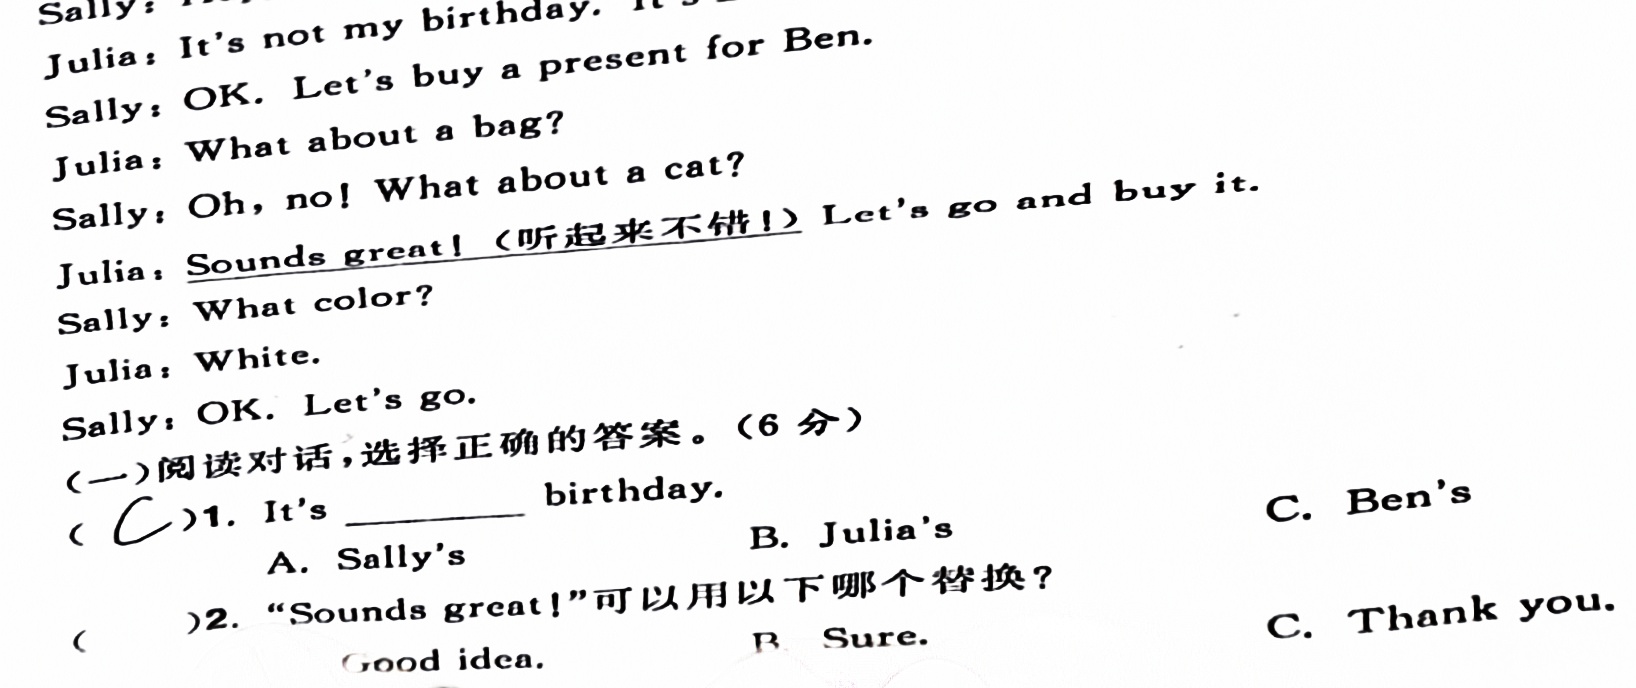 Sally:
Julia: It's not my birthday.
Sally: OK. Let's buy a present for Ben.
Julia: What about a bag?
Sally: Oh, no! What about a cat?
Julia: Sounds great! (听起来不错!) Let's go and buy it.
Sally: What color?
Julia: White.
Sally: OK. Let's go.
(一)阅读对话,选择正确的答案。(6 分)
( C )1. It's ________ birthday.
A. Sally's B. Julia's C. Ben's
( )2. “Sounds great!”可以用以下哪个替换?
Good idea. B. Sure. C. Thank you.